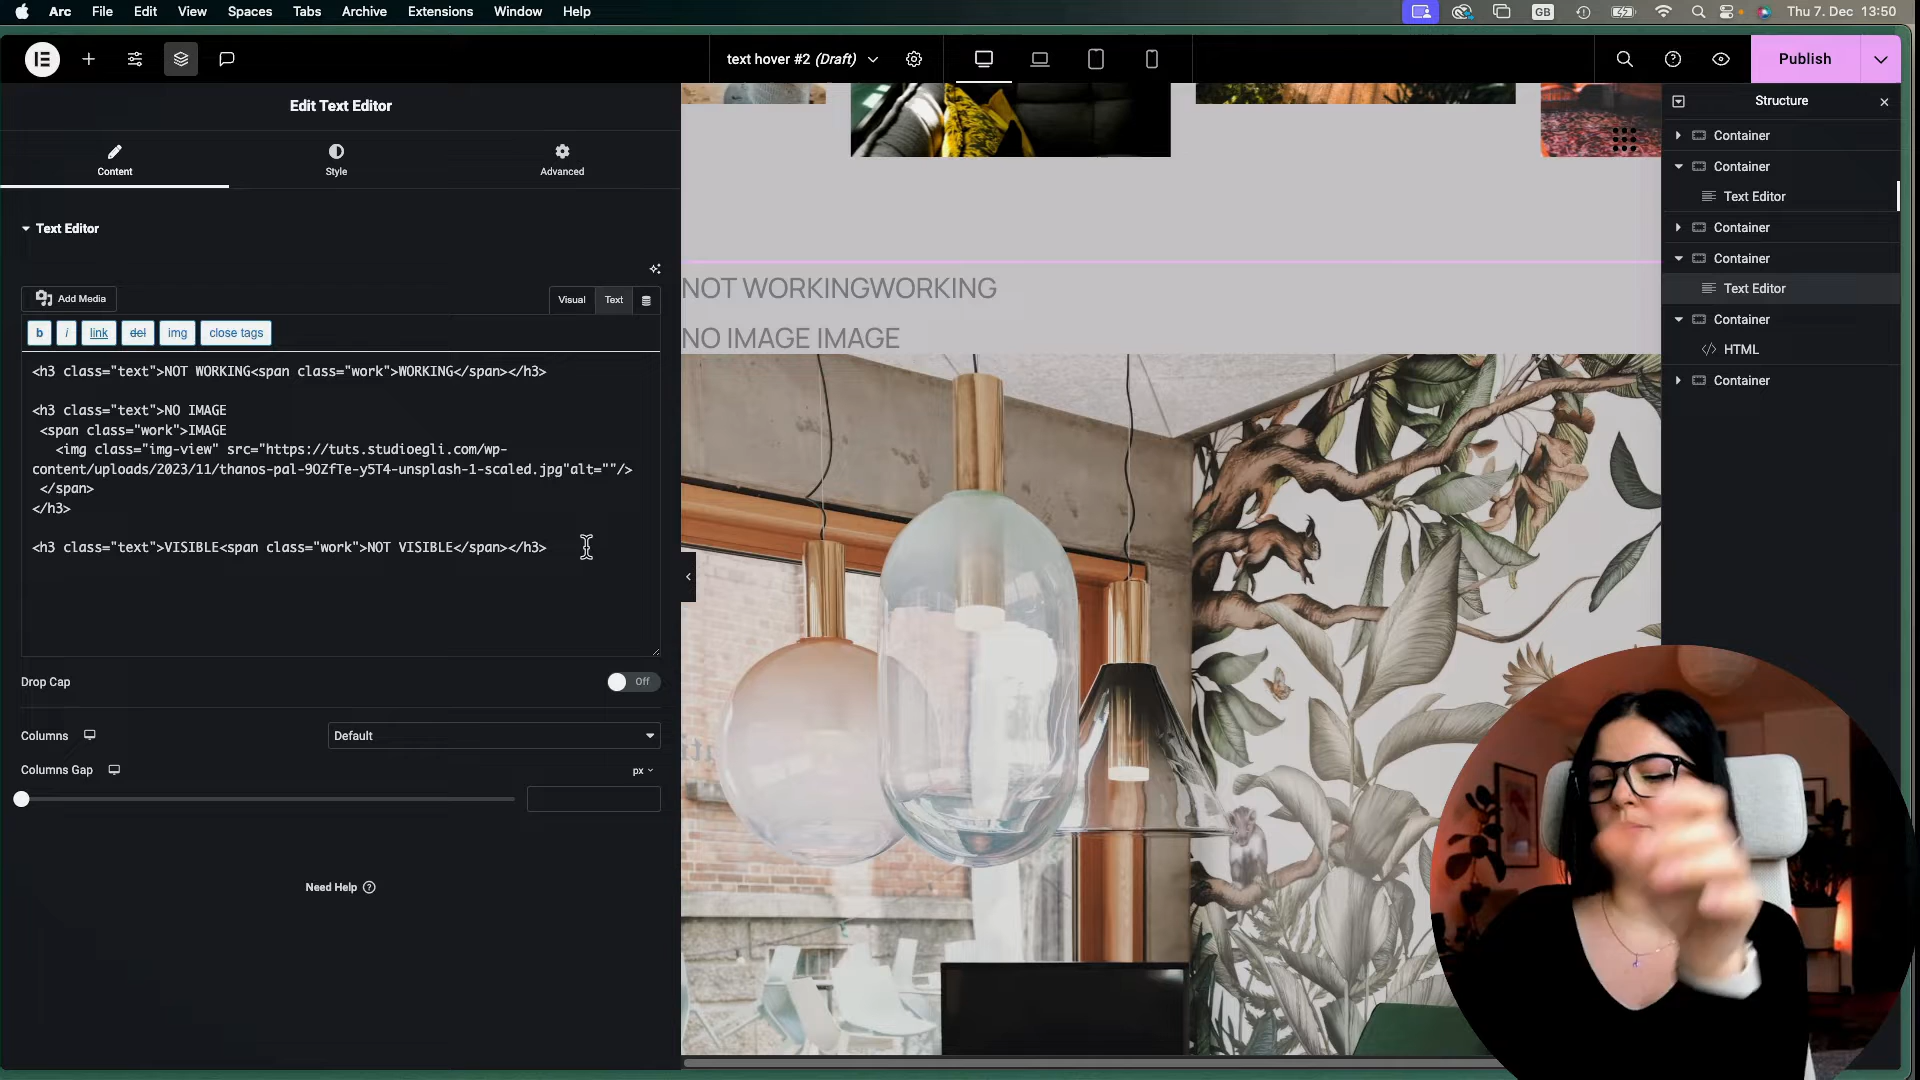 Arc File Edit View Spaces Tabs Archive Extensions Window Help GB Thu 7. Dec 13:50
text hover #2 (Draft) Publish
Edit Text Editor
Structure
Content Style Advanced
Container
Container
Text Editor
Container
Container
Text Editor
Container
HTML
Container
Text Editor
Add Media Visual Text
b i link del img close tags
<h3 class="text">NOT WORKING<span class="work">WORKING</span></h3>
<h3 class="text">NO IMAGE
<span class="work">IMAGE
<img class="img-view" src="https://tuts.studioegli.com/wp-
content/uploads/2023/11/thanos-pal-9OZfTe-y5T4-unsplash-1-scaled.jpg"alt=""/>
</span>
</h3>
<h3 class="text">VISIBLE<span class="work">NOT VISIBLE</span></h3>
NOT WORKINGWORKING
NO IMAGE IMAGE
Drop Cap Off
Columns Default
Columns Gap px
Need Help